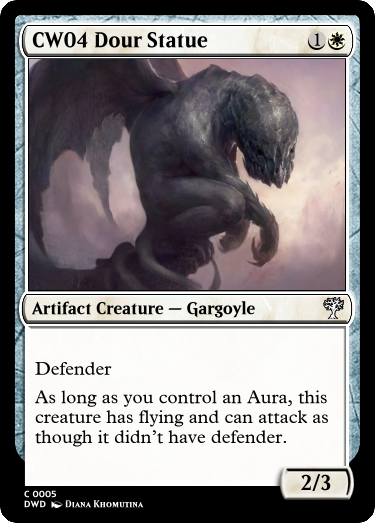 CW04 Dour Statue 1
Artifact Creature — Gargoyle
Defender
As long as you control an Aura, this
creature has flying and can attack as
though it didn't have defender.
2/3
C 0005
DWD Diana Khomutina